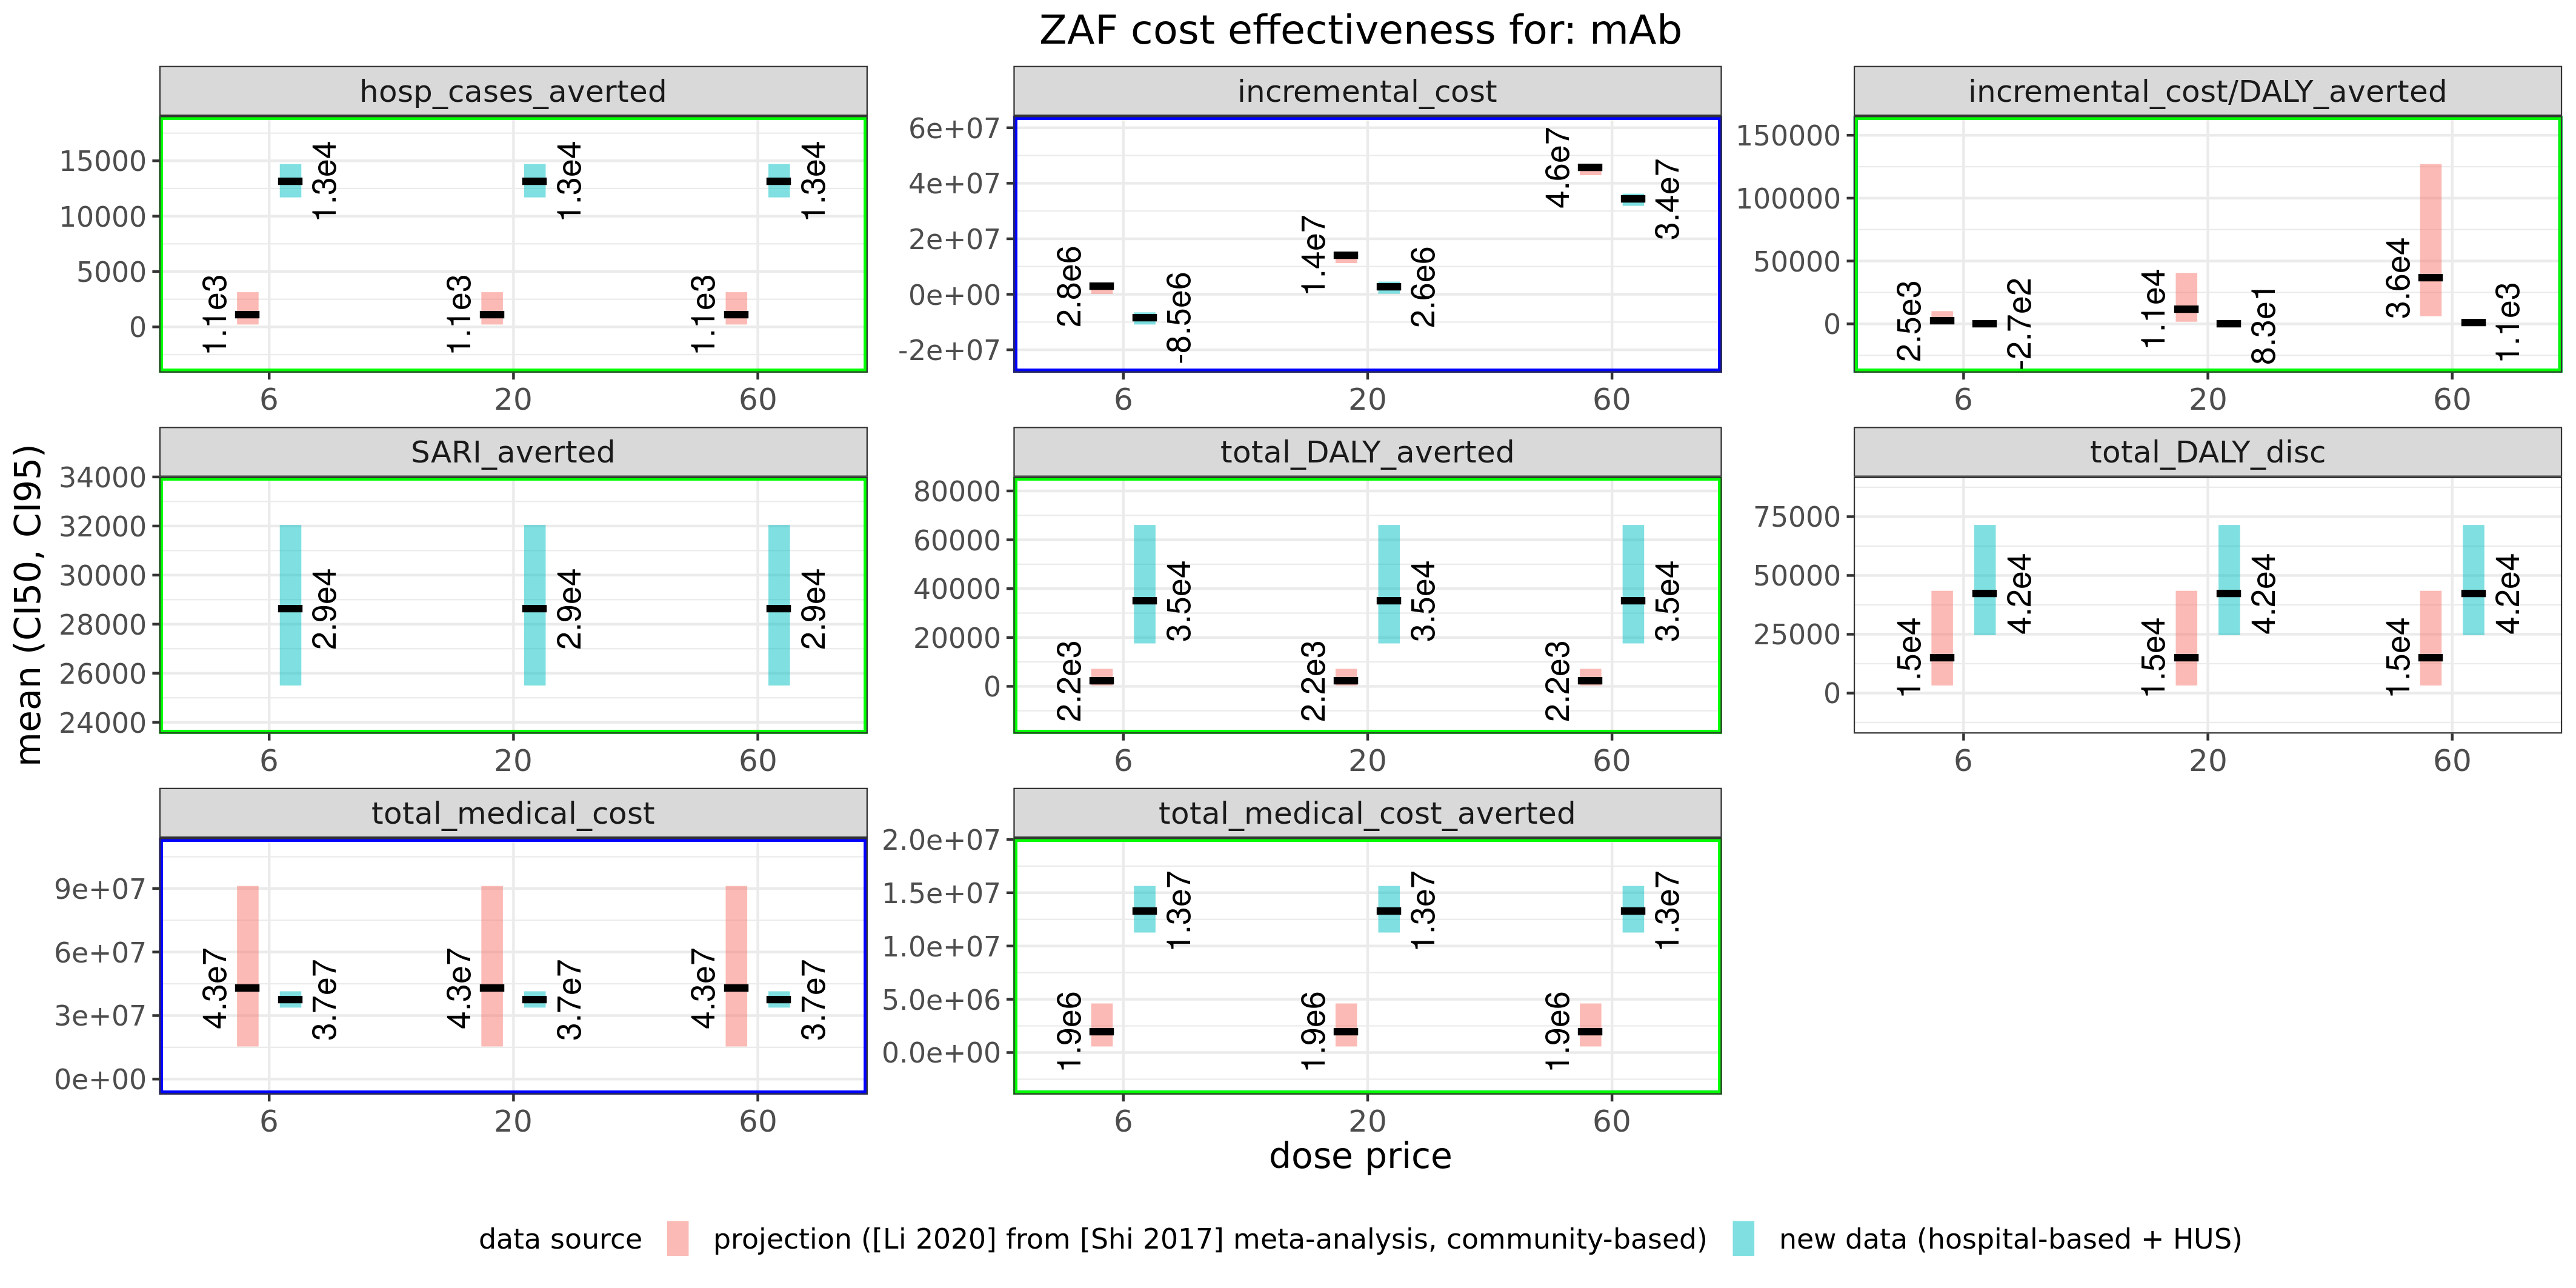 ZAF cost effectiveness for: mAb
hosp_cases_averted
15000
10000
5000
0
1.1e3
1.3e4
1.1e3
1.3e4
1.1e3
1.3e4
6
20
60
incremental_cost
6e+07
4e+07
2e+07
0e+00
-2e+07
2.8e6
-8.5e6
1.4e7
2.6e6
4.6e7
3.4e7
6
20
60
incremental_cost/DALY_averted
150000
100000
50000
0
2.5e3
-2.7e2
1.1e4
8.3e1
3.6e4
1.1e3
6
20
60
mean (CI50, CI95)
SARI_averted
34000
32000
30000
28000
26000
24000
2.9e4
2.9e4
2.9e4
6
20
60
total_DALY_averted
80000
60000
40000
20000
0
2.2e3
3.5e4
2.2e3
3.5e4
2.2e3
3.5e4
6
20
60
total_DALY_disc
75000
50000
25000
0
1.5e4
4.2e4
1.5e4
4.2e4
1.5e4
4.2e4
6
20
60
total_medical_cost
9e+07
6e+07
3e+07
0e+00
4.3e7
3.7e7
4.3e7
3.7e7
4.3e7
3.7e7
6
20
60
total_medical_cost_averted
2.0e+07
1.5e+07
1.0e+07
5.0e+06
0.0e+00
1.9e6
1.3e7
1.9e6
1.3e7
1.9e6
1.3e7
6
20
60
dose price
data source
projection ([Li 2020] from [Shi 2017] meta-analysis, community-based)
new data (hospital-based + HUS)